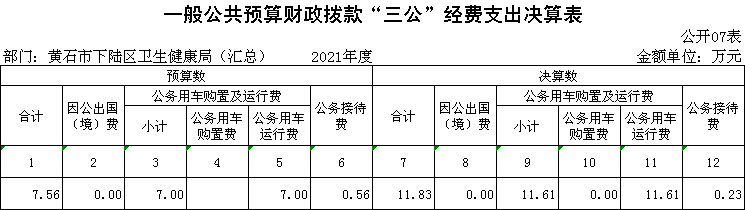 一般公共预算财政拨款“三公”经费支出决算表
公开07表
部门：黄石市下陆区卫生健康局（汇总） 2021年度 金额单位：万元
预算数 决算数
合计 因公出国（境）费 公务用车购置及运行费 公务接待费 合计 因公出国（境）费 公务用车购置及运行费 公务接待费
小计 公务用车购置费 公务用车运行费 小计 公务用车购置费 公务用车运行费
1 2 3 4 5 6 7 8 9 10 11 12
7.56 0.00 7.00 7.00 0.56 11.83 0.00 11.61 0.00 11.61 0.23